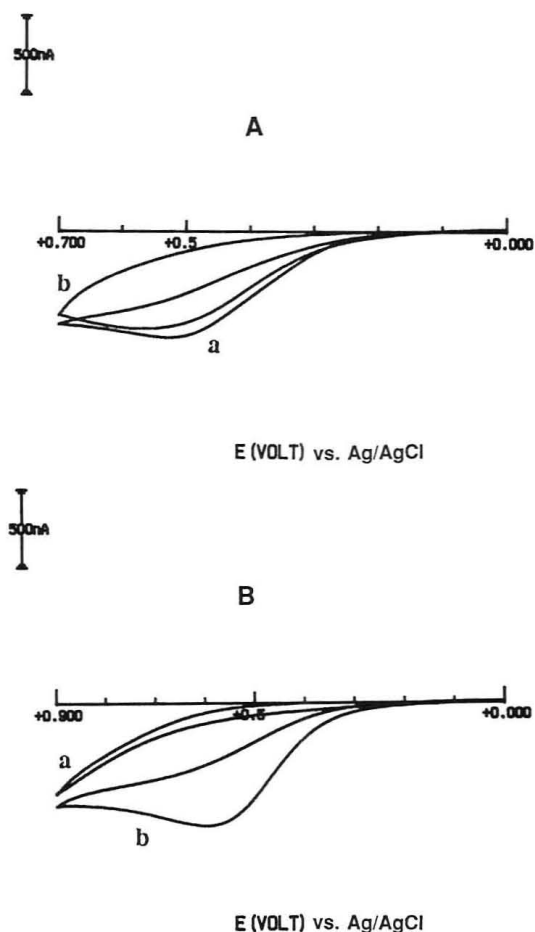 500nA
A
+0.700 +0.5 +0.000
b
a
E (VOLT) vs. Ag/AgCl
500nA
B
+0.900 +0.5 +0.000
a
b
E (VOLT) vs. Ag/AgCl